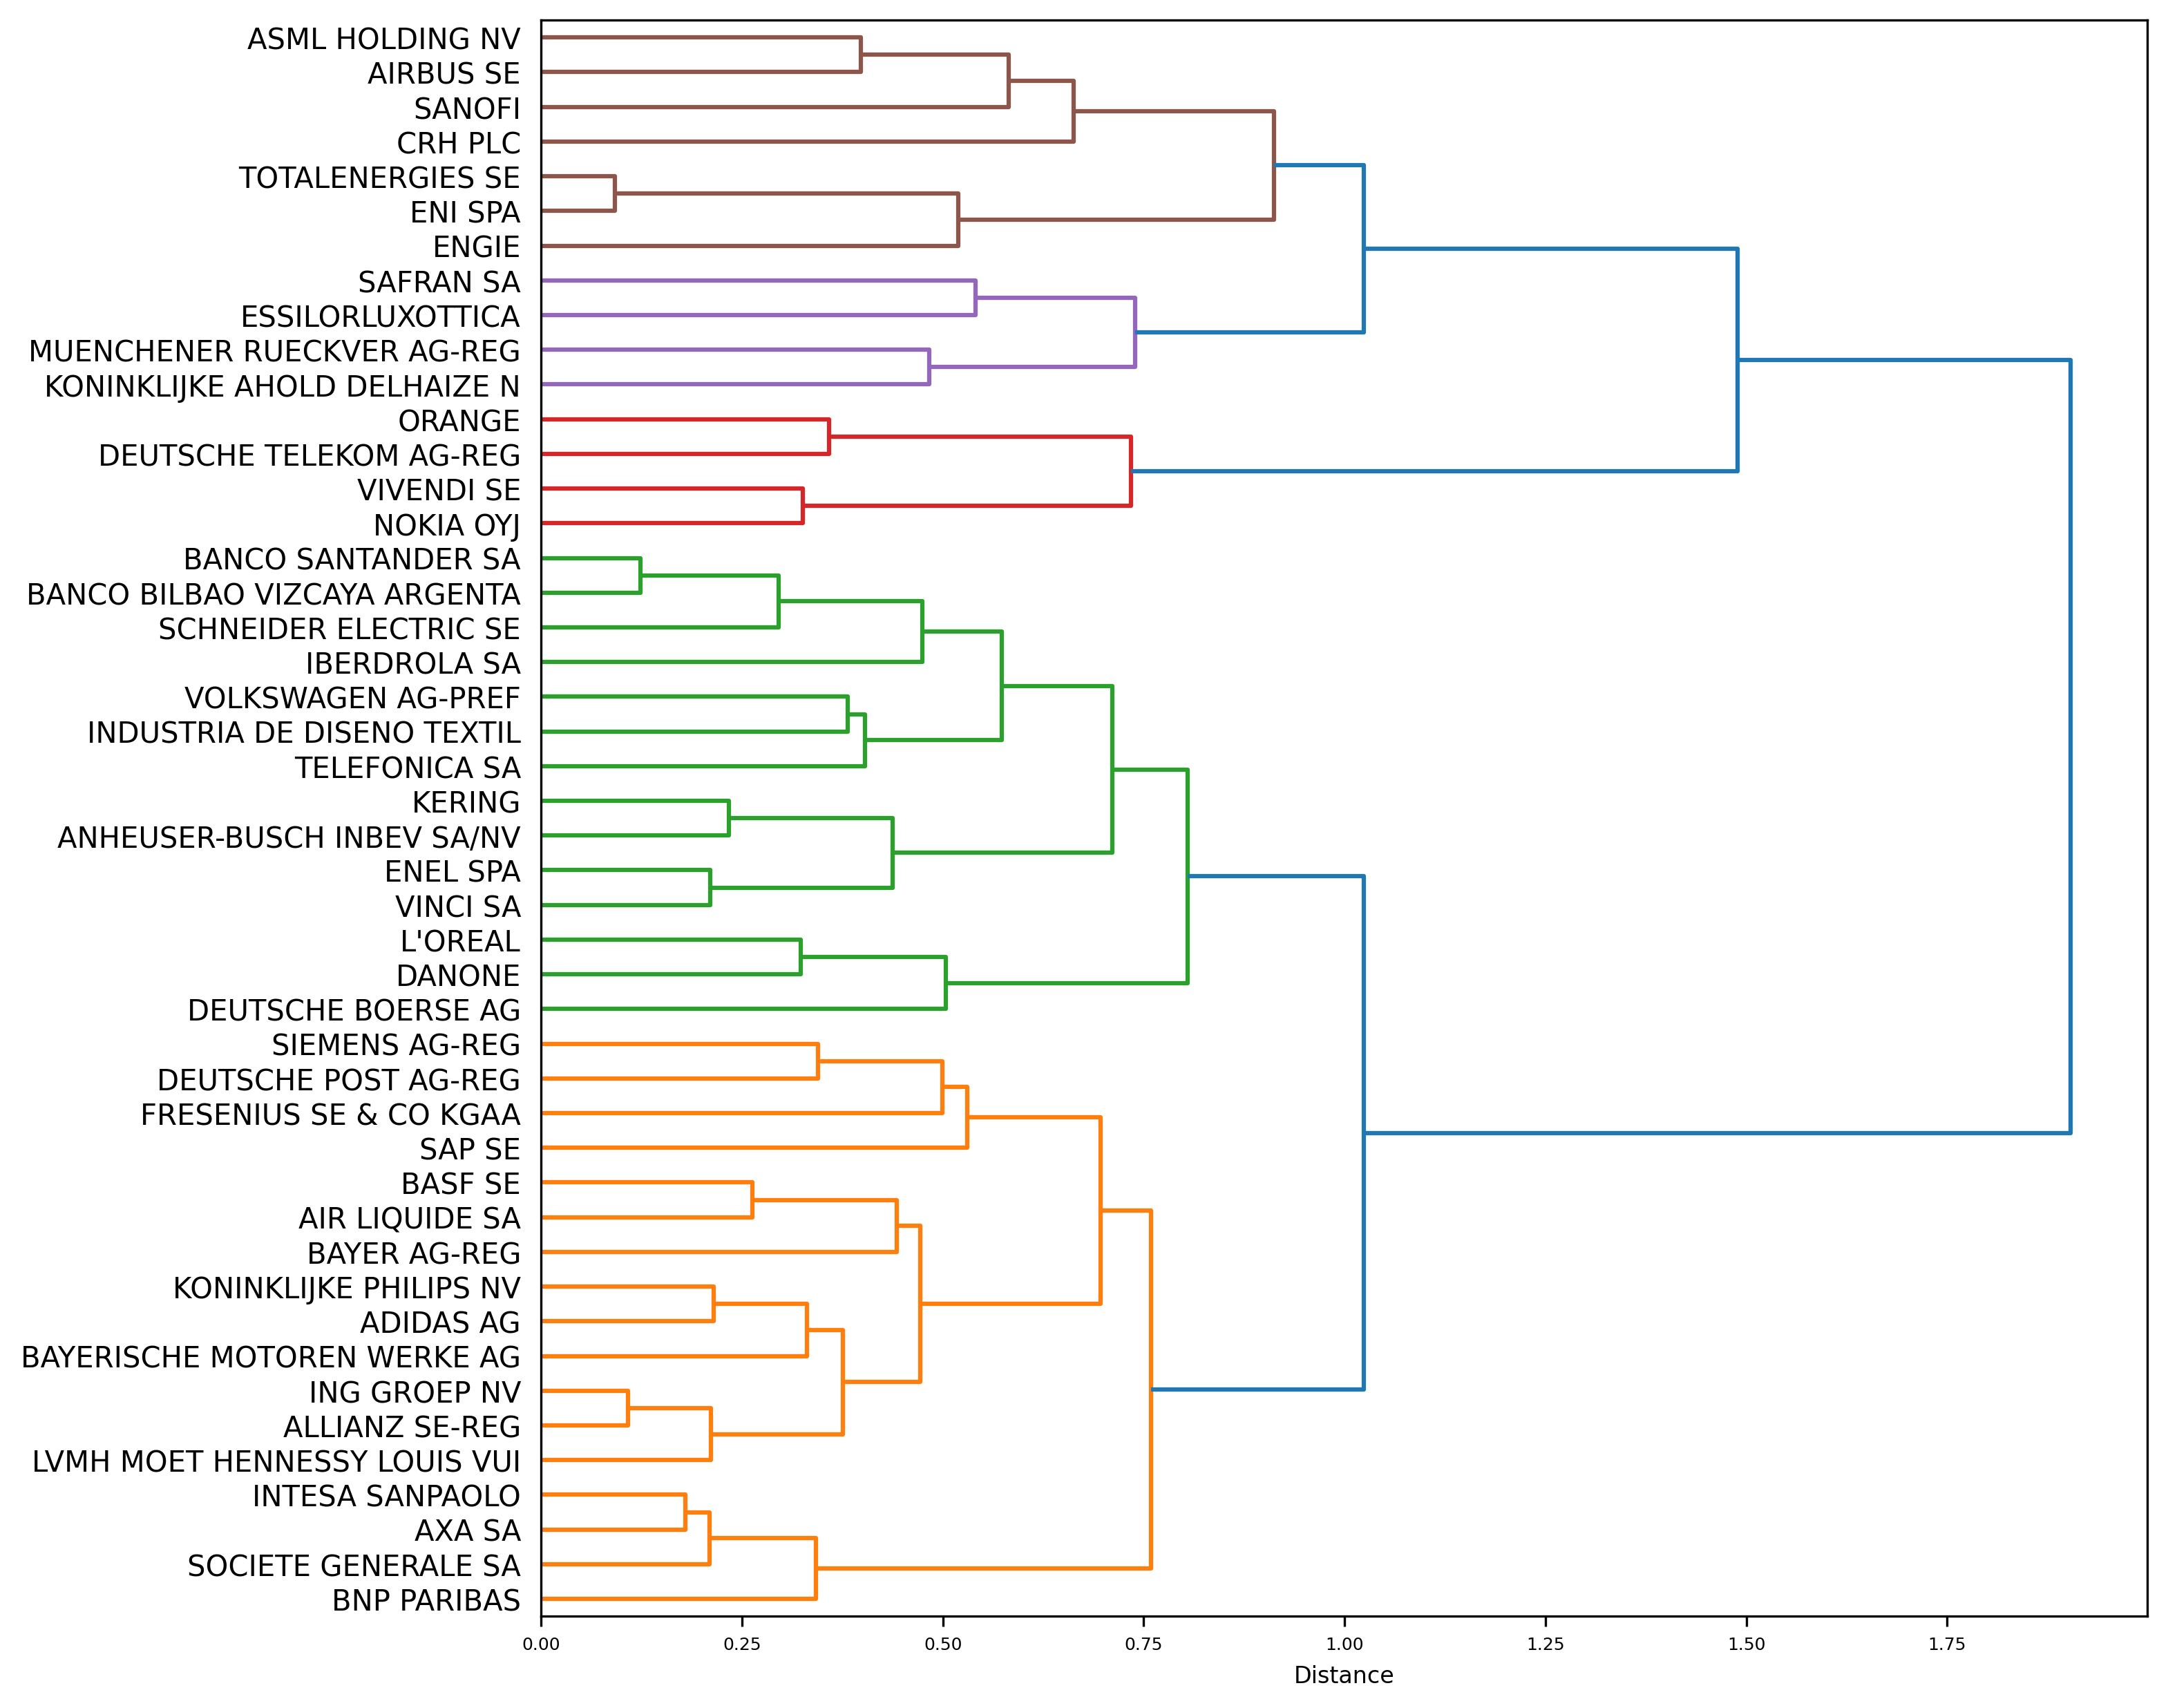 ASML HOLDING NV
AIRBUS SE
SANOFI
CRH PLC
TOTALENERGIES SE
ENI SPA
ENGIE
SAFRAN SA
ESSILORLUXOTTICA
MUENCHENER RUECKVER AG-REG
KONINKLIJKE AHOLD DELHAIZE N
ORANGE
DEUTSCHE TELEKOM AG-REG
VIVENDI SE
NOKIA OYJ
BANCO SANTANDER SA
BANCO BILBAO VIZCAYA ARGENTA
SCHNEIDER ELECTRIC SE
IBERDROLA SA
VOLKSWAGEN AG-PREF
INDUSTRIA DE DISENO TEXTIL
TELEFONICA SA
KERING
ANHEUSER-BUSCH INBEV SA/NV
ENEL SPA
VINCI SA
L'OREAL
DANONE
DEUTSCHE BOERSE AG
SIEMENS AG-REG
DEUTSCHE POST AG-REG
FRESENIUS SE & CO KGAA
SAP SE
BASF SE
AIR LIQUIDE SA
BAYER AG-REG
KONINKLIJKE PHILIPS NV
ADIDAS AG
BAYERISCHE MOTOREN WERKE AG
ING GROEP NV
ALLIANZ SE-REG
LVMH MOET HENNESSY LOUIS VUI
INTESA SANPAOLO
AXA SA
SOCIETE GENERALE SA
BNP PARIBAS
0.00 0.25 0.50 0.75 1.00 1.25 1.50 1.75
Distance